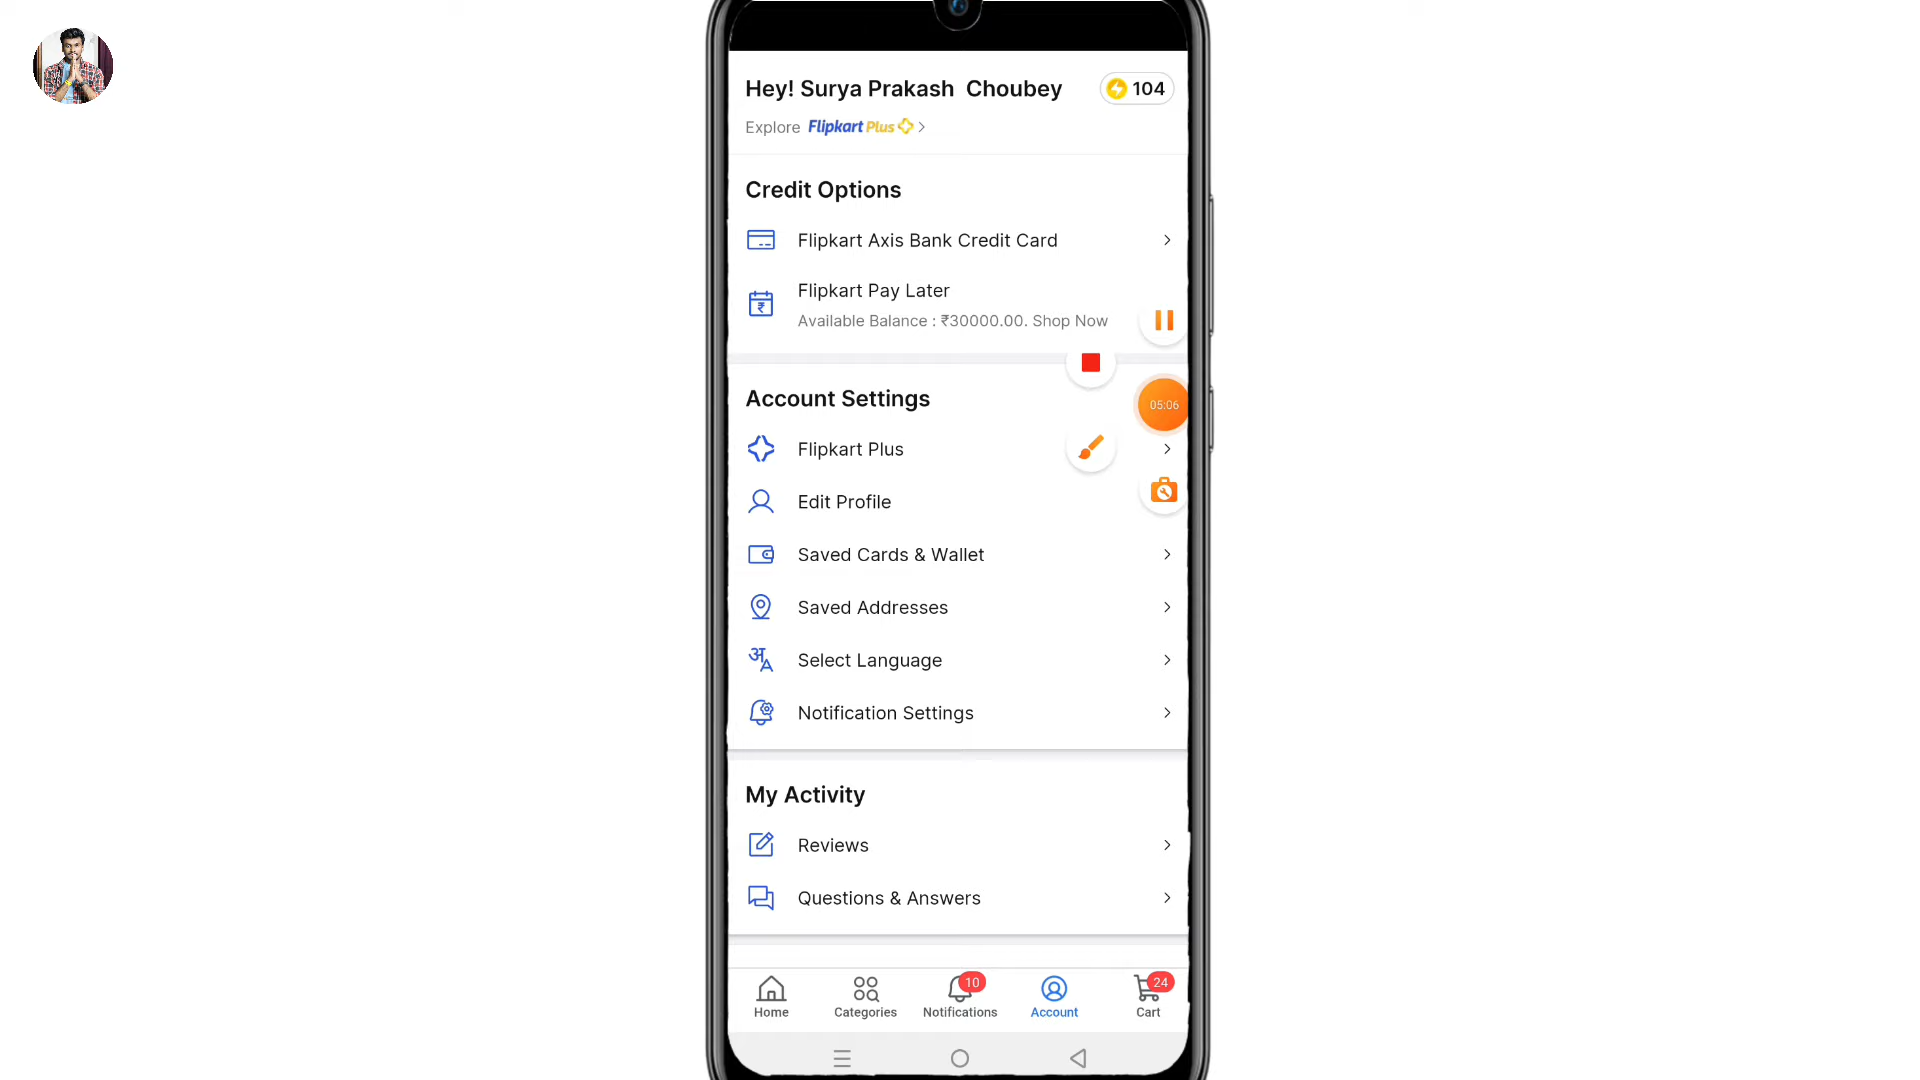 Hey! Surya Prakash Choubey
104
Explore Flipkart Plus
Credit Options
Flipkart Axis Bank Credit Card
Flipkart Pay Later
Available Balance : ₹30000.00. Shop Now
Account Settings
05:06
Flipkart Plus
Edit Profile
Saved Cards & Wallet
Saved Addresses
Select Language
Notification Settings
My Activity
Reviews
Questions & Answers
10
24
Home Categories Notifications Account Cart